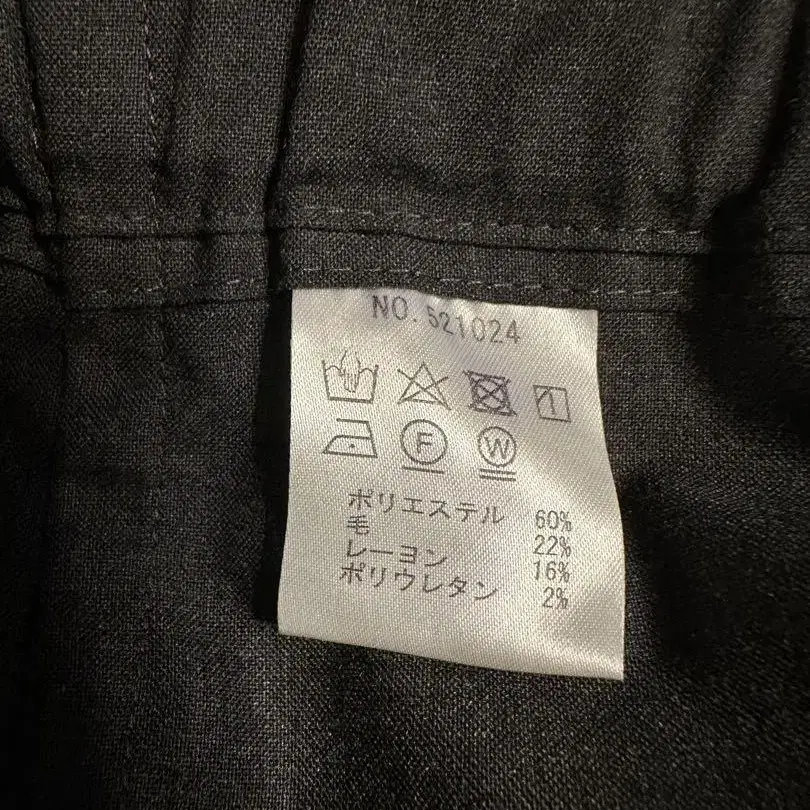 NO. 521024
F W
ポリエステル 60%
毛 22%
レーヨン 16%
ポリウレタン 2%